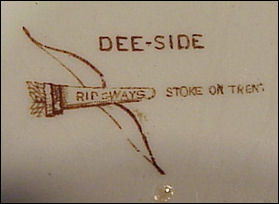 DEE-SIDE
RIDGWAYS STOKE ON TRENT